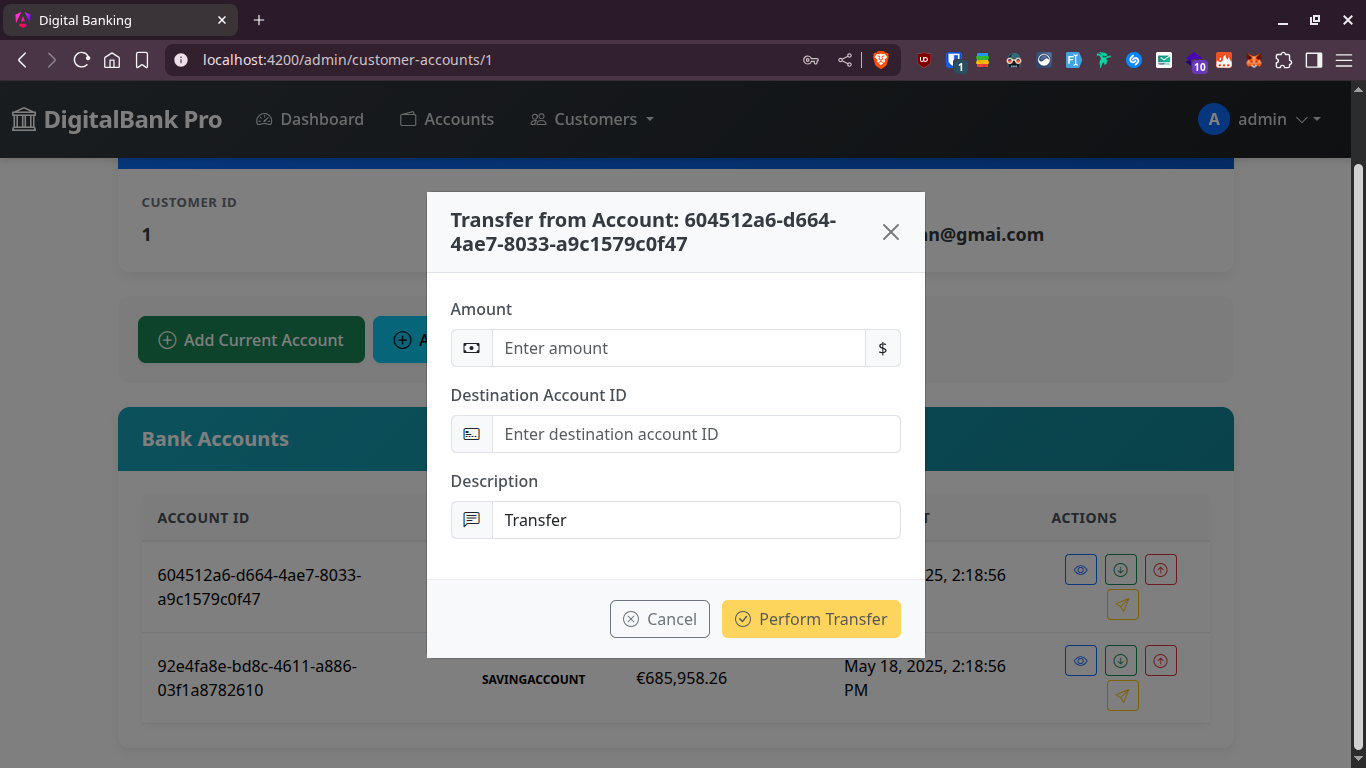 Digital Banking
localhost:4200/admin/customer-accounts/1
1
10
DigitalBank Pro
Dashboard
Accounts
Customers
A
admin
CUSTOMER ID
1
n@gmai.com
Transfer from Account: 604512a6-d664-
4ae7-8033-a9c1579c0f47
Amount
Enter amount
$
Destination Account ID
Enter destination account ID
Description
Transfer
Cancel
Perform Transfer
Add Current Account
Bank Accounts
ACCOUNT ID
ACTIONS
604512a6-d664-4ae7-8033-
a9c1579c0f47
25, 2:18:56
92e4fa8e-bd8c-4611-a886-
03f1a8782610
SAVINGACCOUNT
€685,958.26
May 18, 2025, 2:18:56
PM